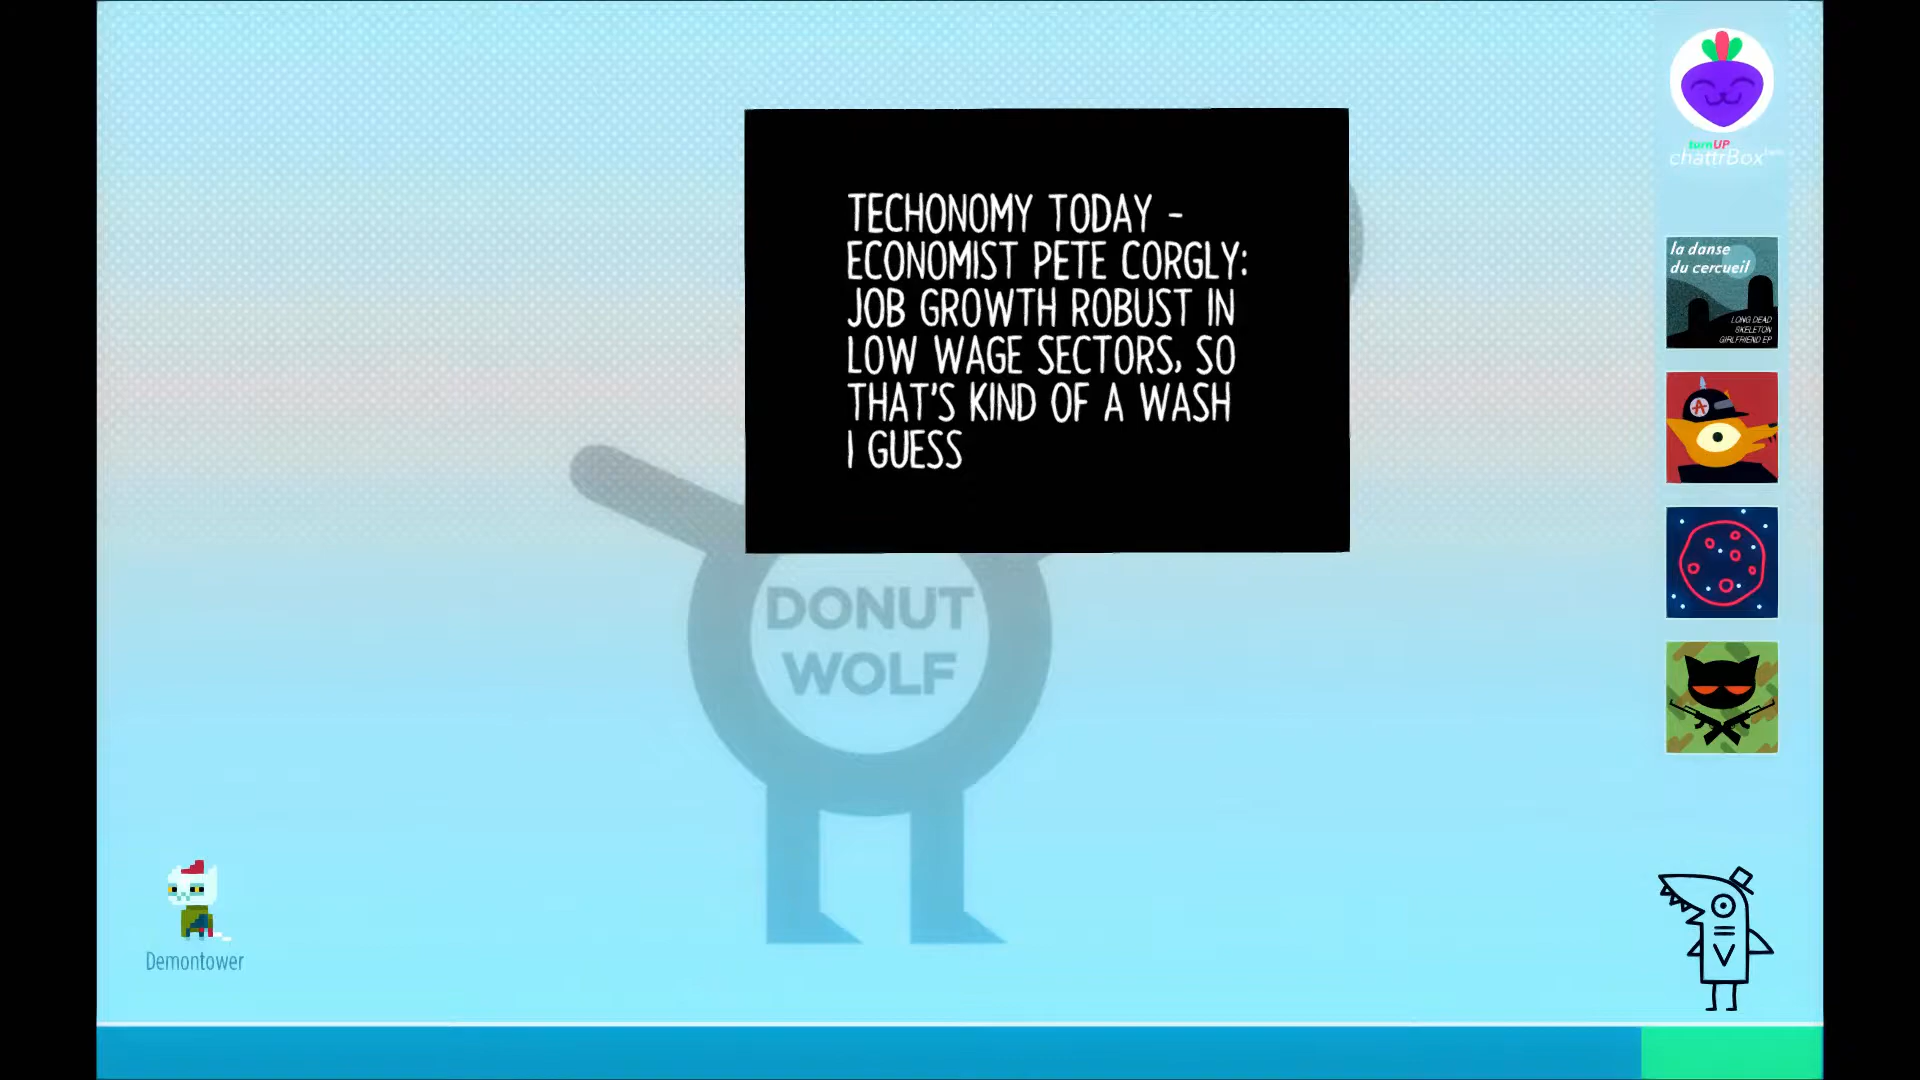 TECHONOMY TODAY -
ECONOMIST PETE CORGLY:
JOB GROWTH ROBUST IN
LOW WAGE SECTORS, SO
THAT'S KIND OF A WASH
I GUESS
DONUT
WOLF
turnUP
chattrBox
la danse
du cercueil
LONG DEAD
SKELETON
GIRLFRIEND EP
A
Demontower